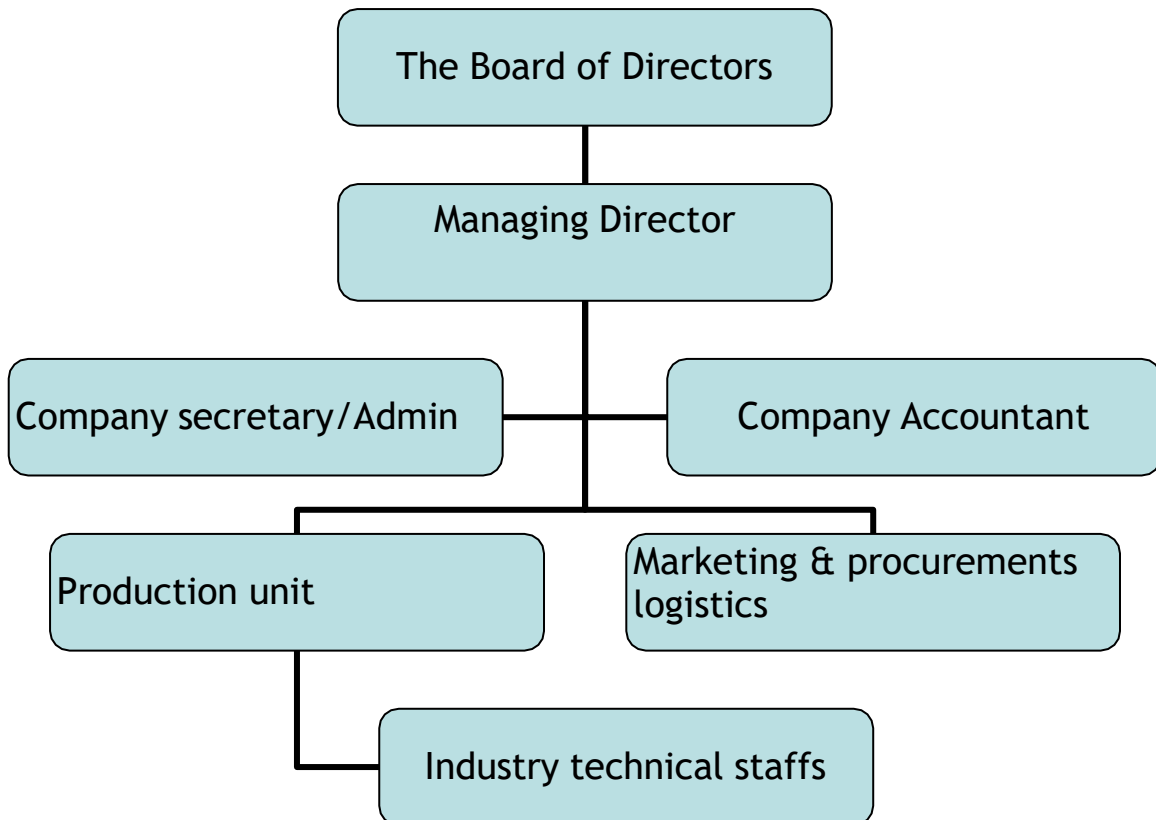 The Board of Directors
Managing Director
Company secretary/Admin
Company Accountant
Production unit
Marketing & procurements
logistics
Industry technical staffs